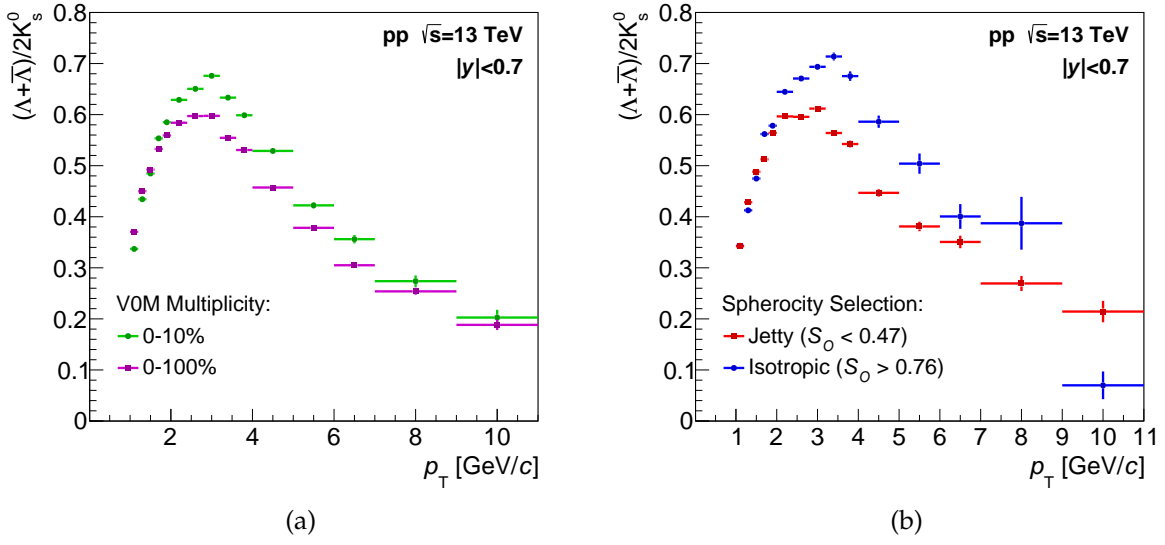 (Λ+Λ̅)/2K⁰ₛ
0.8
0.7
0.6
0.5
0.4
0.3
0.2
0.1
0
pp √s=13 TeV
|y|<0.7
V0M Multiplicity:
0-10%
0-100%
2 4 6 8 10
p_T [GeV/c]
(a)
(Λ+Λ̅)/2K⁰ₛ
0.8
0.7
0.6
0.5
0.4
0.3
0.2
0.1
0
pp √s=13 TeV
|y|<0.7
Spherocity Selection:
Jetty (S_O < 0.47)
Isotropic (S_O > 0.76)
1 2 3 4 5 6 7 8 9 10 11
p_T [GeV/c]
(b)